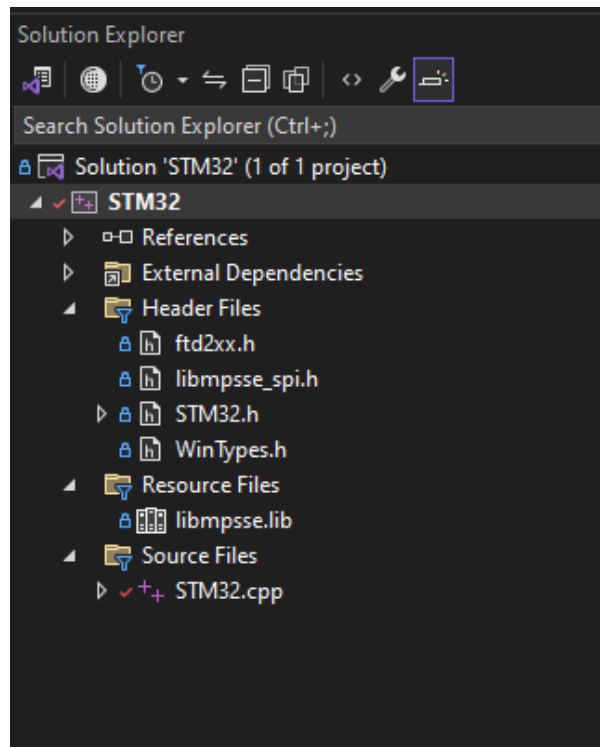 Solution Explorer
Search Solution Explorer (Ctrl+;)
Solution 'STM32' (1 of 1 project)
STM32
References
External Dependencies
Header Files
ftd2xx.h
libmpsse_spi.h
STM32.h
WinTypes.h
Resource Files
libmpsse.lib
Source Files
STM32.cpp